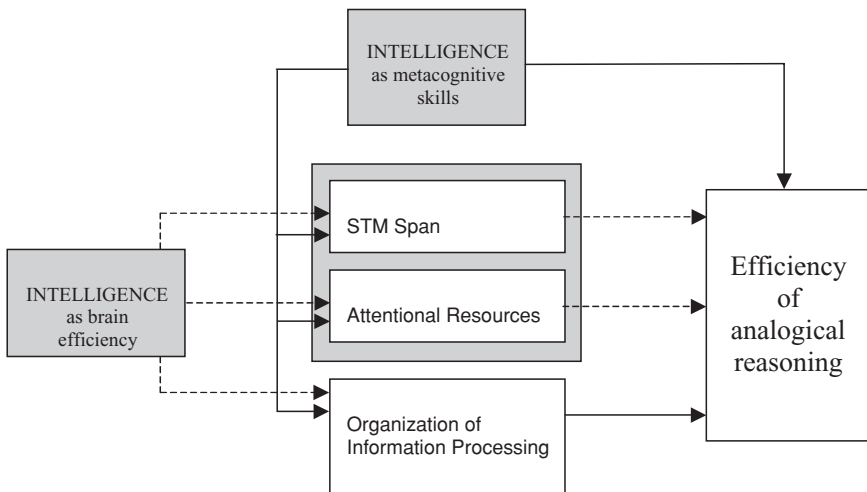 INTELLIGENCE
as metacognitive
skills
STM Span
INTELLIGENCE
as brain
efficiency
Attentional Resources
Efficiency
of
analogical
reasoning
Organization of
Information Processing